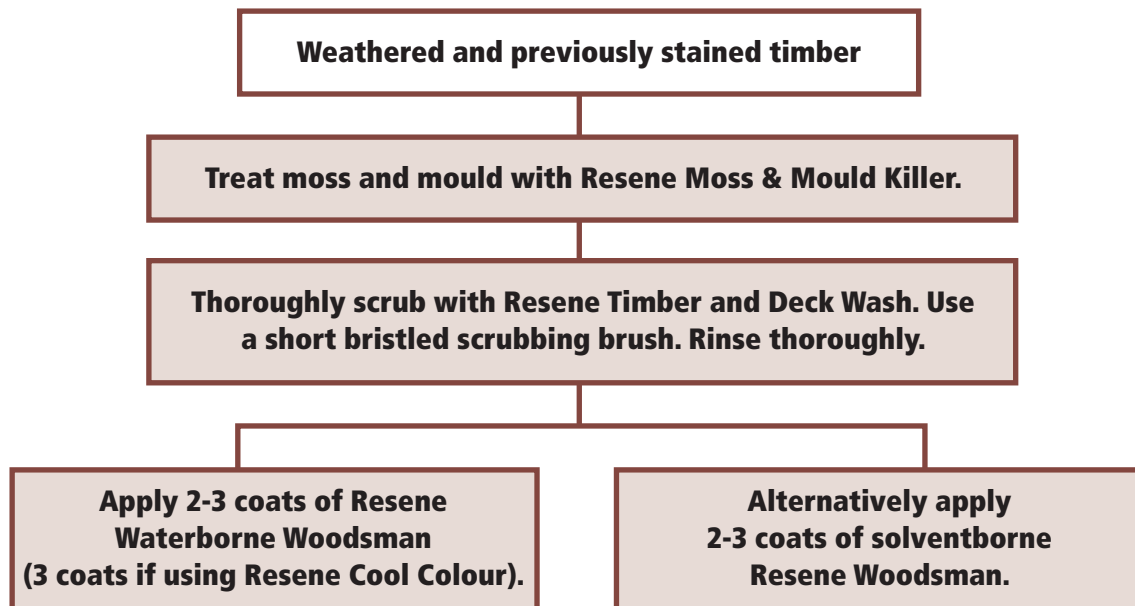 Weathered and previously stained timber
Treat moss and mould with Resene Moss & Mould Killer.
Thoroughly scrub with Resene Timber and Deck Wash. Use
a short bristled scrubbing brush. Rinse thoroughly.
Apply 2-3 coats of Resene
Waterborne Woodsman
(3 coats if using Resene Cool Colour).
Alternatively apply
2-3 coats of solventborne
Resene Woodsman.